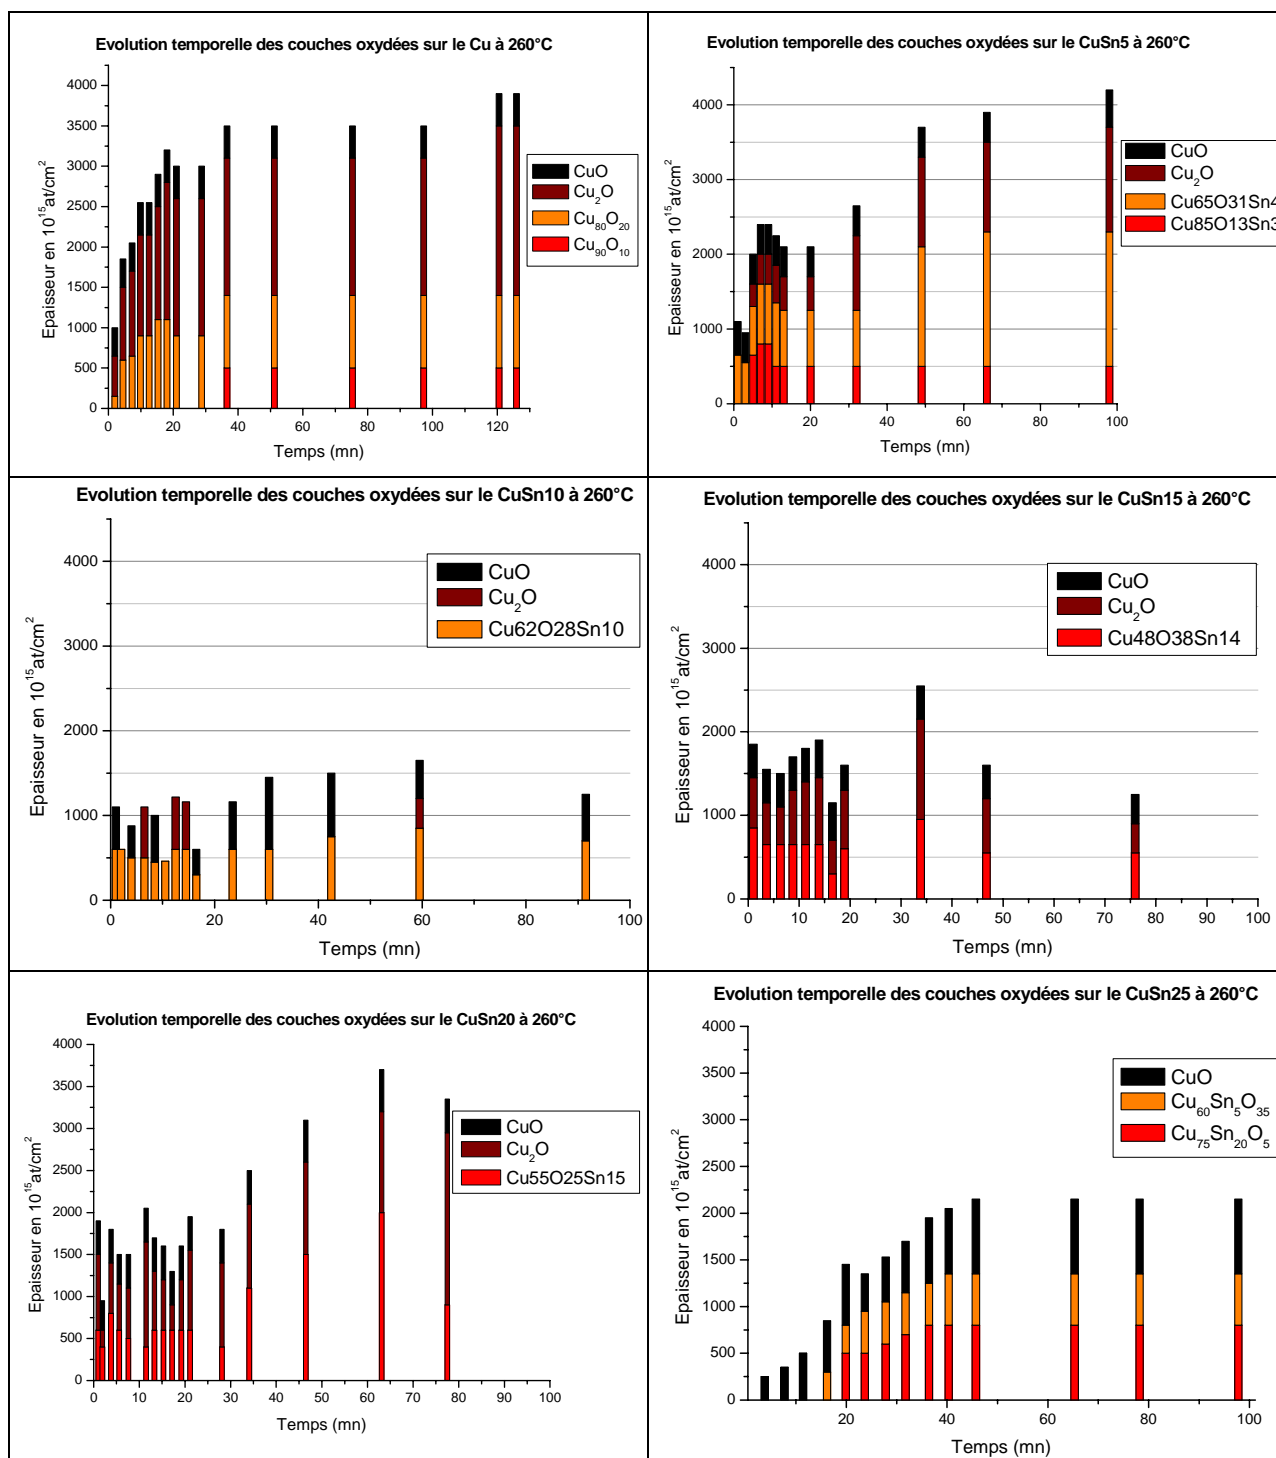 Evolution temporelle des couches oxydées sur le Cu à 260°C
Epaisseur en 10¹⁵at/cm²
4000
3500
3000
2500
2000
1500
1000
500
0
0 20 40 60 80 100 120
Temps (mn)
CuO
Cu₂O
Cu₈₀O₂₀
Cu₉₀O₁₀
Evolution temporelle des couches oxydées sur le CuSn5 à 260°C
Epaisseur en 10¹⁵at/cm²
4000
3000
2000
1000
0
0 20 40 60 80 100
Temps (mn)
CuO
Cu₂O
Cu65O31Sn4
Cu85O13Sn3
Evolution temporelle des couches oxydées sur le CuSn10 à 260°C
Epaisseur en 10¹⁵at/cm²
4000
3000
2000
1000
0
0 20 40 60 80 100
Temps (mn)
CuO
Cu₂O
Cu62O28Sn10
Evolution temporelle des couches oxydées sur le CuSn15 à 260°C
Epaisseur en 10¹⁵at/cm²
4000
3000
2000
1000
0
0 10 20 30 40 50 60 70 80 90 100
Temps (mn)
CuO
Cu₂O
Cu48O38Sn14
Evolution temporelle des couches oxydées sur le CuSn20 à 260°C
Epaisseur en 10¹⁵at/cm²
4000
3500
3000
2500
2000
1500
1000
500
0
0 10 20 30 40 50 60 70 80 90 100
Temps (mn)
CuO
Cu₂O
Cu55O25Sn15
Evolution temporelle des couches oxydées sur le CuSn25 à 260°C
Epaisseur en 10¹⁵at/cm²
4000
3500
3000
2500
2000
1500
1000
500
0
20 40 60 80 100
Temps (mn)
CuO
Cu₆₀Sn₅O₃₅
Cu₇₅Sn₂₀O₅